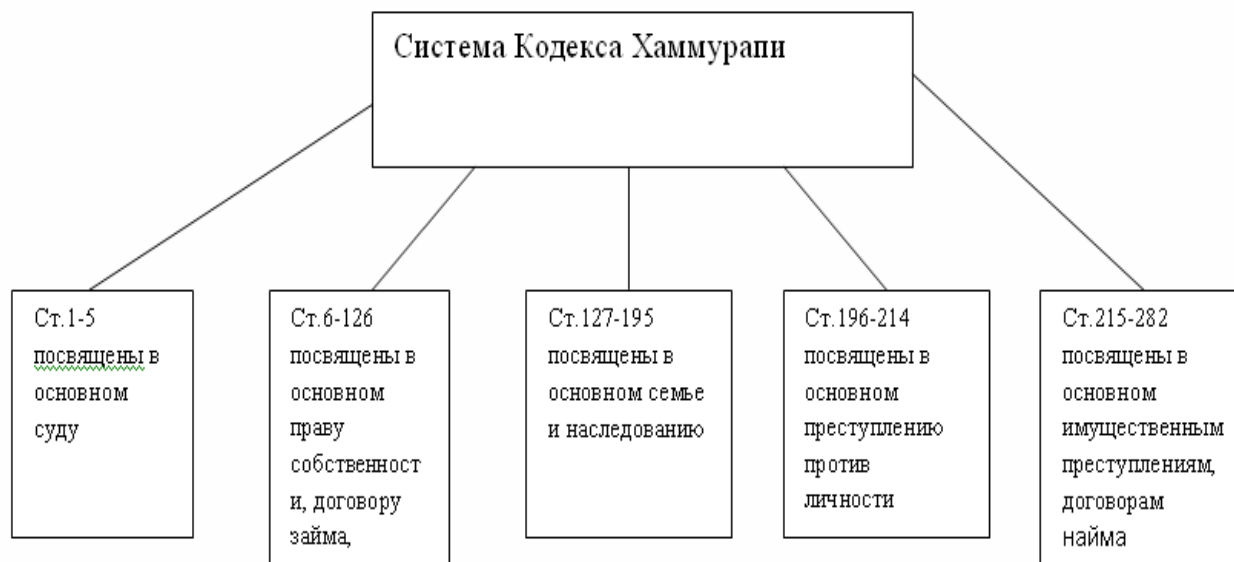 Система Кодекса Хаммурапи
Ст.1-5
посвящены в
основном
суду
Ст.6-126
посвящены в
основном
праву
собственност
и, договору
займа,
Ст.127-195
посвящены в
основном семье
и наследованию
Ст.196-214
посвящены в
основном
преступлению
против
личности
Ст.215-282
посвящены в
основном
имущественным
преступлениям,
договорам
найма